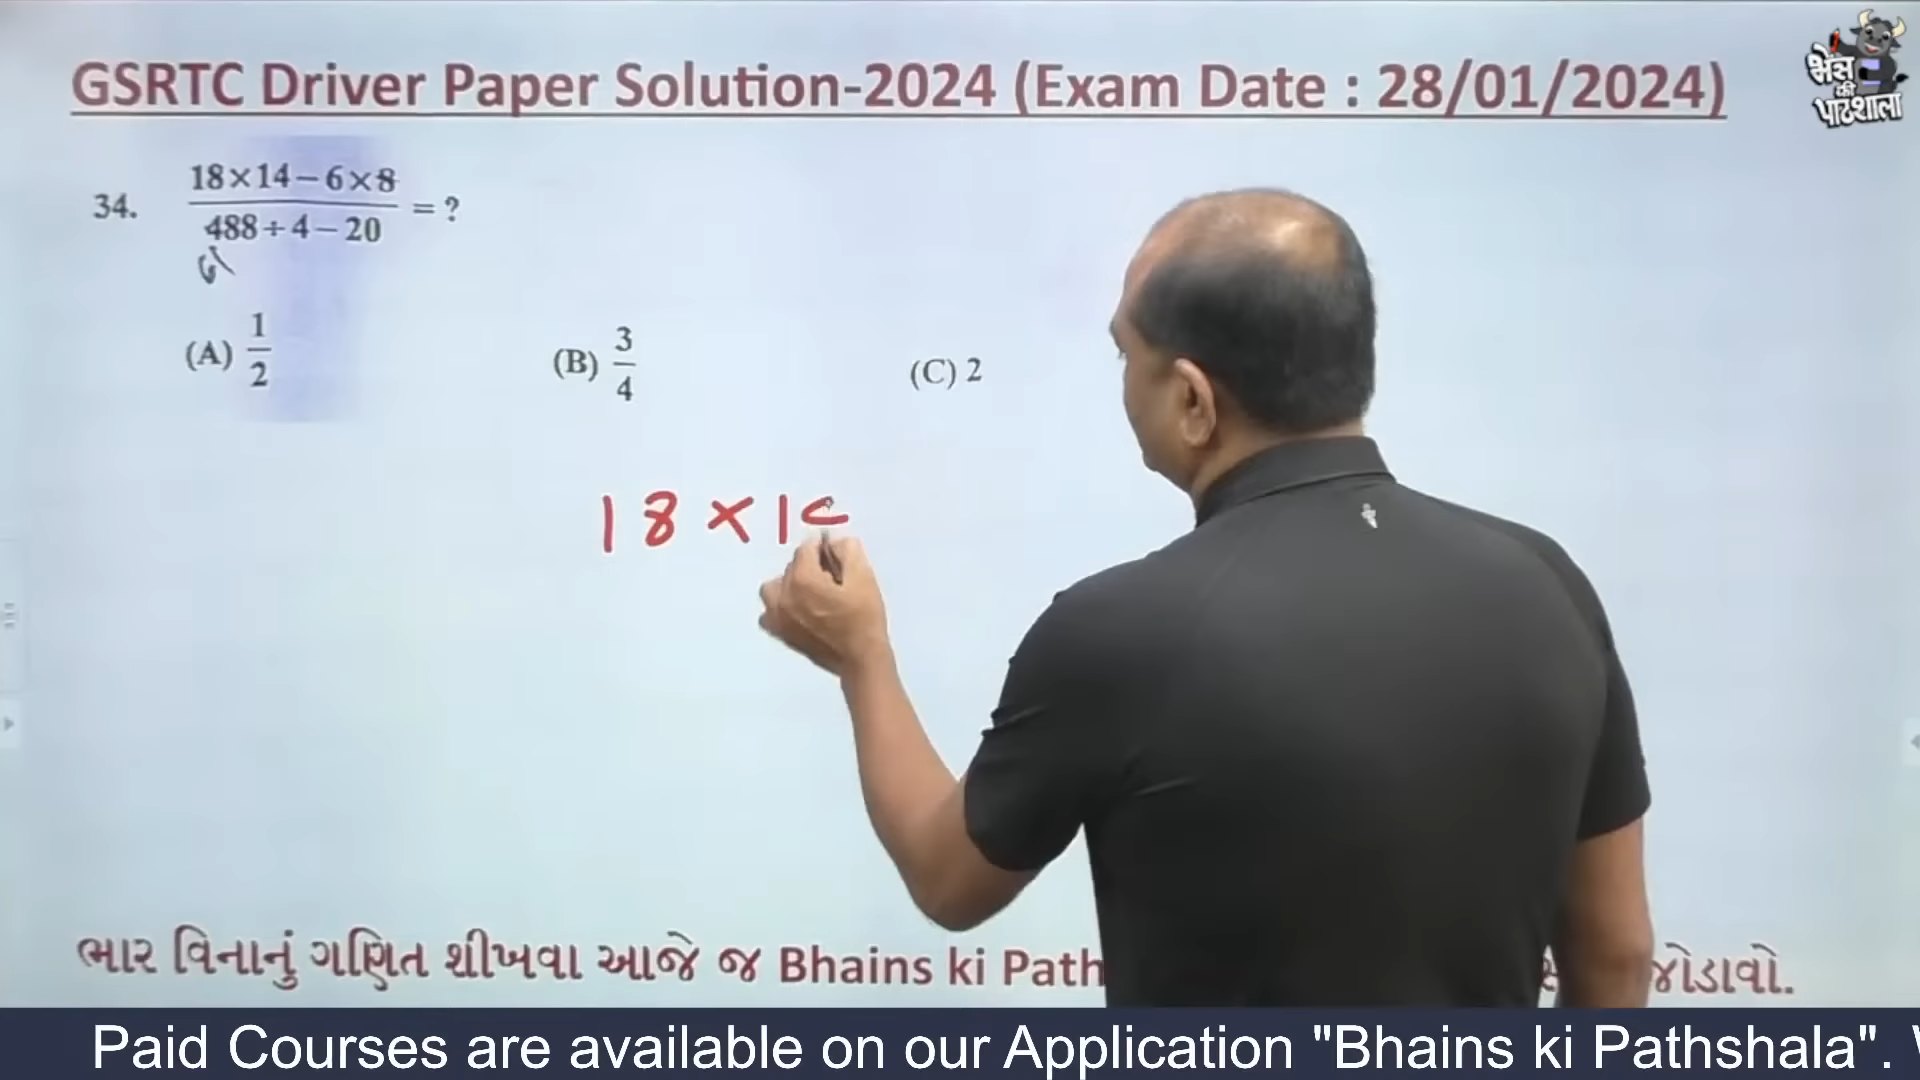 GSRTC Driver Paper Solution-2024 (Exam Date : 28/01/2024)
भैंस
की
पाठशाला
34. 18×14−6×8
488÷4−20 = ?
(A) 1/2 (B) 3/4 (C) 2
18×1
ભાર વિનાનું ગણિત શીખવા આજે જ Bhains ki Path જોડાવો.
Paid Courses are available on our Application "Bhains ki Pathshala".